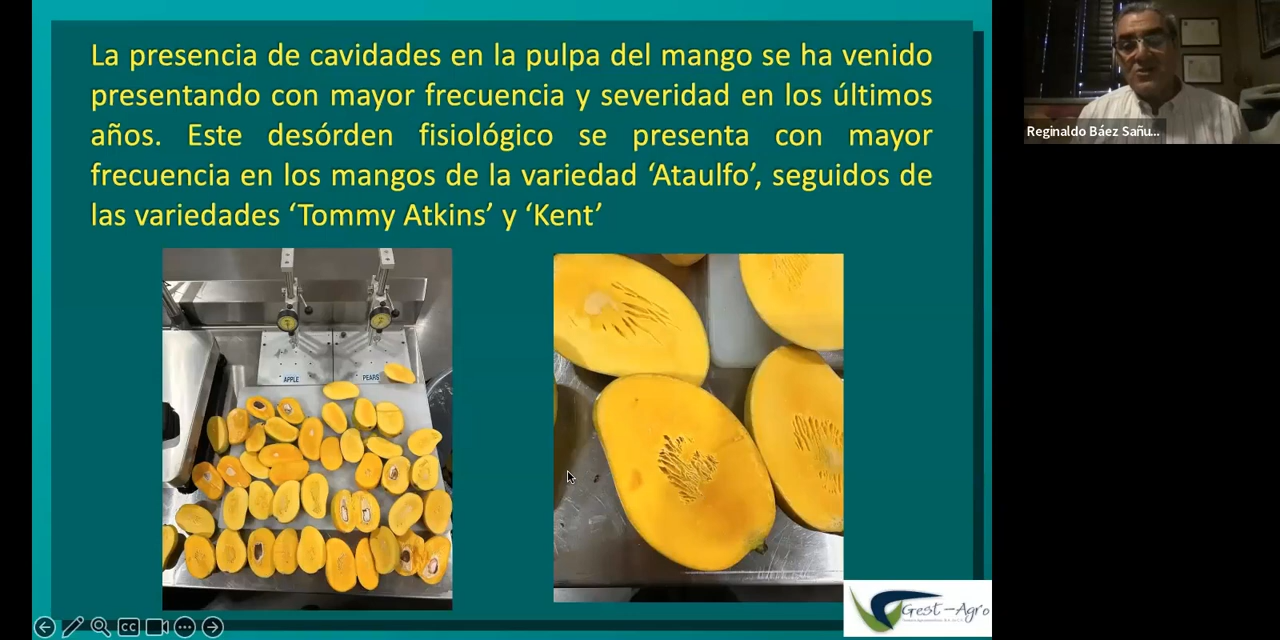 La presencia de cavidades en la pulpa del mango se ha venido
presentando con mayor frecuencia y severidad en los últimos
años. Este desórden fisiológico se presenta con mayor
frecuencia en los mangos de la variedad ‘Ataulfo’, seguidos de
las variedades ‘Tommy Atkins’ y ‘Kent’
Reginaldo Báez Sañu...
APPLE
PEARS
Grest-Agro
CC